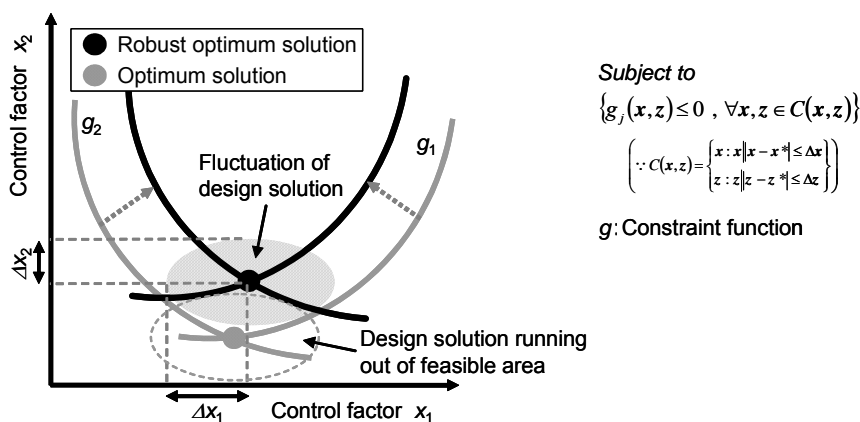 Control factor x₂
Robust optimum solution
Optimum solution
g₂
g₁
Fluctuation of
design solution
Δx₂
Design solution running
out of feasible area
Δx₁
Control factor x₁
Subject to
{gⱼ(x,z)≤0 , ∀x,z∈C(x,z)}
(∵C(x,z)={x:x||x−x*|≤Δx
z:z||z−z*|≤Δz})
g:Constraint function